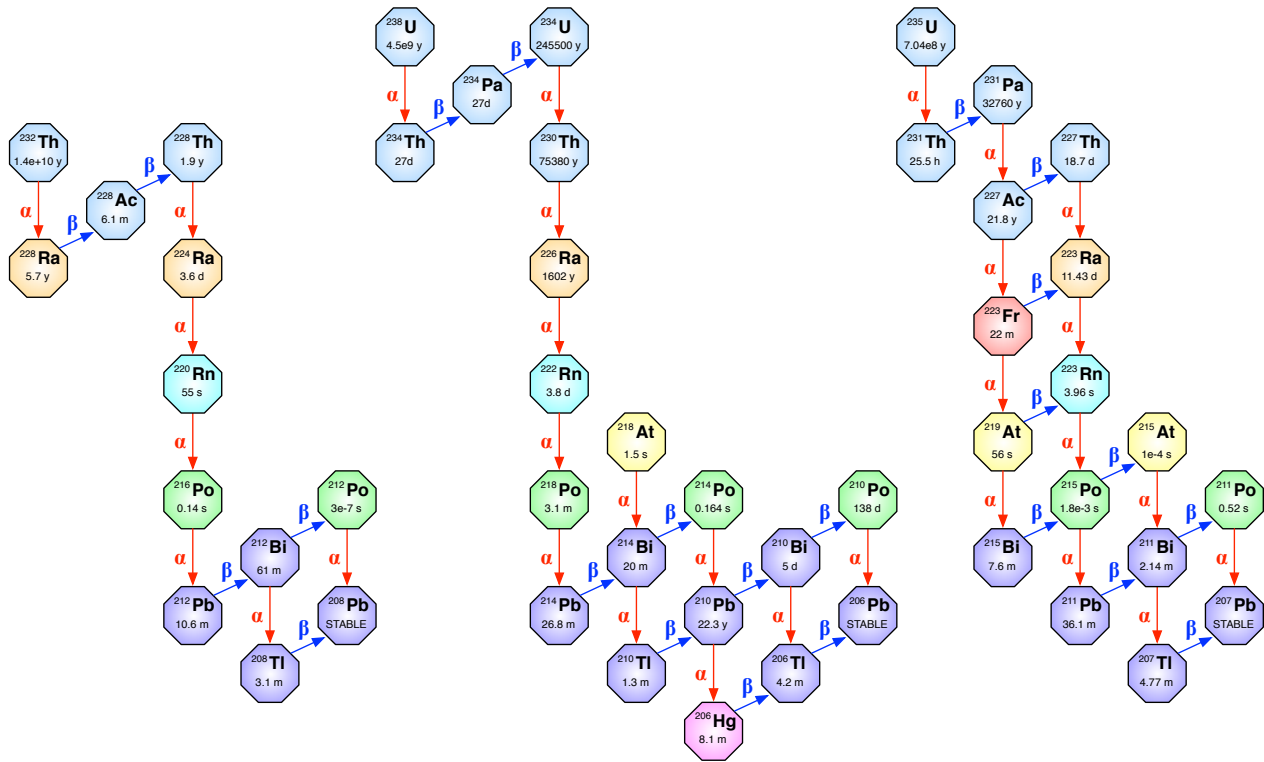 ²³⁸U
4.5e9 y
²³⁴U
245500 y
²³⁵U
7.04e8 y
β
²³⁴Pa
27d
α
α
α
²³¹Pa
32760 y
β
β
²³²Th
1.4e+10 y
²²⁸Th
1.9 y
²³⁴Th
27d
²³⁰Th
75380 y
²³¹Th
25.5 h
²²⁷Th
18.7 d
α
β
β
²²⁸Ac
6.1 m
²²⁷Ac
21.8 y
α
β
α
α
α
²²⁸Ra
5.7 y
²²⁴Ra
3.6 d
²²⁶Ra
1602 y
²²³Ra
11.43 d
α
β
²²³Fr
22 m
α
α
α
²²⁰Rn
55 s
²²²Rn
3.8 d
²²³Rn
3.96 s
α
β
²¹⁸At
1.5 s
²¹⁹At
56 s
²¹⁵At
1e-4 s
α
α
α
β
²¹⁶Po
0.14 s
²¹²Po
3e-7 s
²¹⁸Po
3.1 m
²¹⁴Po
0.164 s
²¹⁰Po
138 d
²¹⁵Po
1.8e-3 s
²¹¹Po
0.52 s
α
α
α
β
β
β
β
²¹²Bi
61 m
²¹⁴Bi
20 m
²¹⁰Bi
5 d
²¹⁵Bi
7.6 m
²¹¹Bi
2.14 m
β
α
α
β
α
α
β
α
α
β
α
α
β
²¹²Pb
10.6 m
²⁰⁸Pb
STABLE
²¹⁴Pb
26.8 m
²¹⁰Pb
22.3 y
²⁰⁶Pb
STABLE
²¹¹Pb
36.1 m
²⁰⁷Pb
STABLE
α
β
α
β
α
β
α
β
²⁰⁸Tl
3.1 m
²¹⁰Tl
1.3 m
²⁰⁶Tl
4.2 m
²⁰⁷Tl
4.77 m
α
β
²⁰⁶Hg
8.1 m